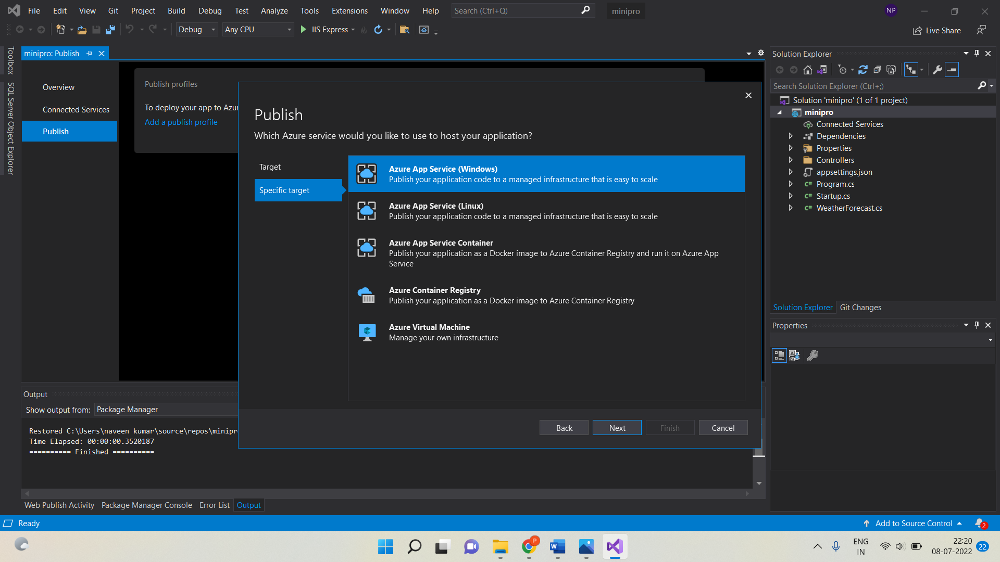 File Edit View Git Project Build Debug Test Analyze Tools Extensions Window Help Search (Ctrl+Q) minipro NP
Debug Any CPU IIS Express Live Share
Toolbox
SQL Server Object Explorer
minipro: Publish
Overview
Connected Services
Publish
Publish profiles
To deploy your app to Azur
Add a publish profile
Publish
Which Azure service would you like to use to host your application?
Target
Specific target
Azure App Service (Windows)
Publish your application code to a managed infrastructure that is easy to scale
Azure App Service (Linux)
Publish your application code to a managed infrastructure that is easy to scale
Azure App Service Container
Publish your application as a Docker image to Azure Container Registry and run it on Azure App
Service
Azure Container Registry
Publish your application as a Docker image to Azure Container Registry
Azure Virtual Machine
Manage your own infrastructure
Back Next Finish Cancel
Output
Show output from: Package Manager
Restored C:\Users\naveen kumar\source\repos\minipr
Time Elapsed: 00:00:00.3520187
========== Finished ==========
Web Publish Activity Package Manager Console Error List Output
Solution Explorer
Search Solution Explorer (Ctrl+;)
Solution 'minipro' (1 of 1 project)
minipro
Connected Services
Dependencies
Properties
Controllers
appsettings.json
C# Program.cs
C# Startup.cs
C# WeatherForecast.cs
Solution Explorer Git Changes
Properties
Ready Add to Source Control 2
P
ENG
IN
22:20
08-07-2022
22